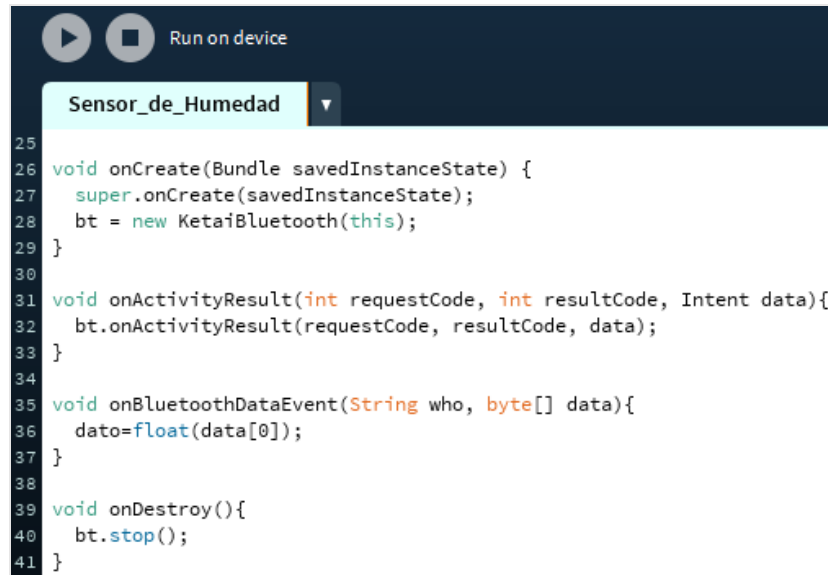 Run on device
Sensor_de_Humedad
25
26 void onCreate(Bundle savedInstanceState) {
27   super.onCreate(savedInstanceState);
28   bt = new KetaiBluetooth(this);
29 }
30
31 void onActivityResult(int requestCode, int resultCode, Intent data){
32   bt.onActivityResult(requestCode, resultCode, data);
33 }
34
35 void onBluetoothDataEvent(String who, byte[] data){
36   dato=float(data[0]);
37 }
38
39 void onDestroy(){
40   bt.stop();
41 }